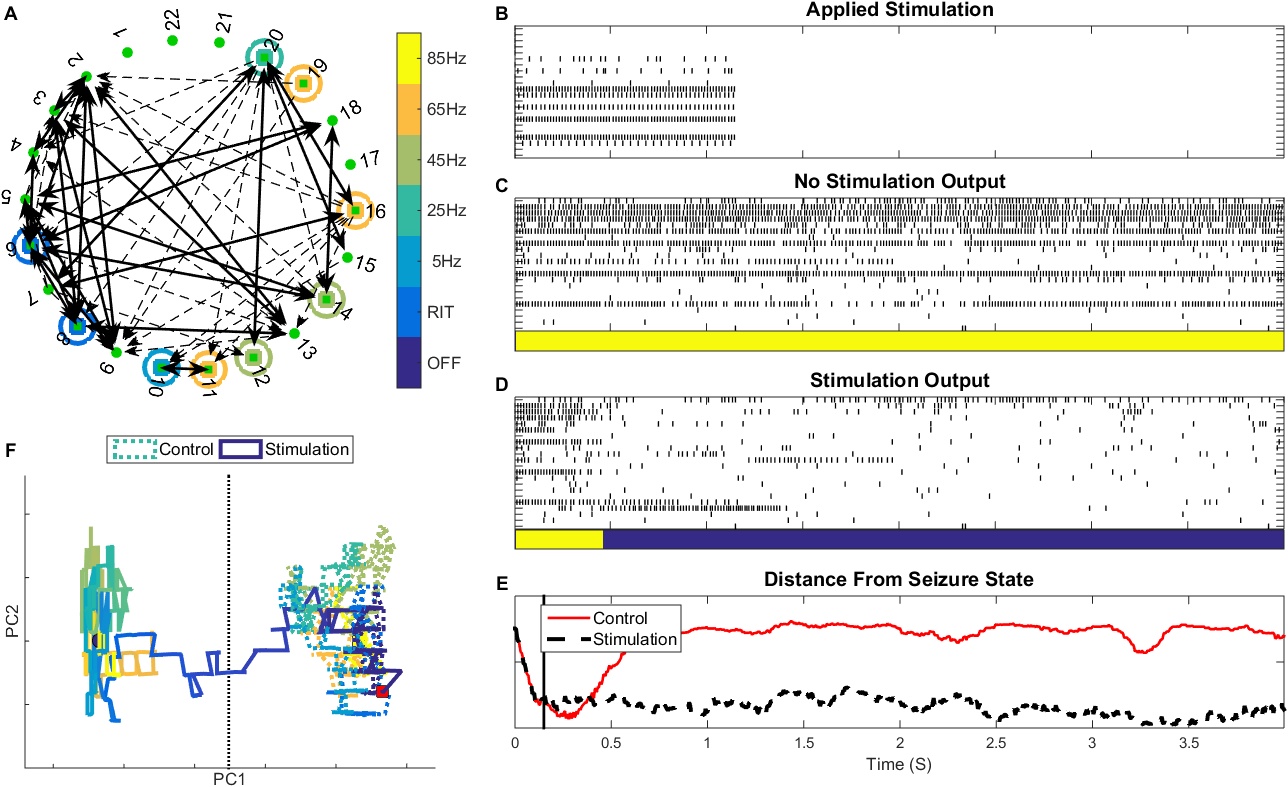 A
1
2
3
4
5
6
7
8
9
10
11
12
13
14
15
16
17
18
19
20
21
22
85Hz
65Hz
45Hz
25Hz
5Hz
RIT
OFF
B
Applied Stimulation
C
No Stimulation Output
D
Stimulation Output
E
Distance From Seizure State
Control
Stimulation
0
0.5
1
1.5
2
2.5
3
3.5
Time (S)
F
Control
Stimulation
PC2
PC1